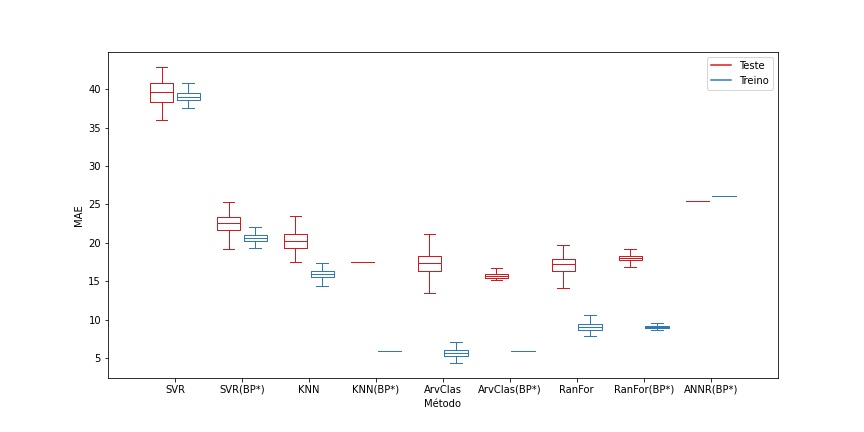 Teste
Treino
MAE
40
35
30
25
20
15
10
5
SVR SVR(BP*) KNN KNN(BP*) ArvClas ArvClas(BP*) RanFor RanFor(BP*) ANNR(BP*)
Método